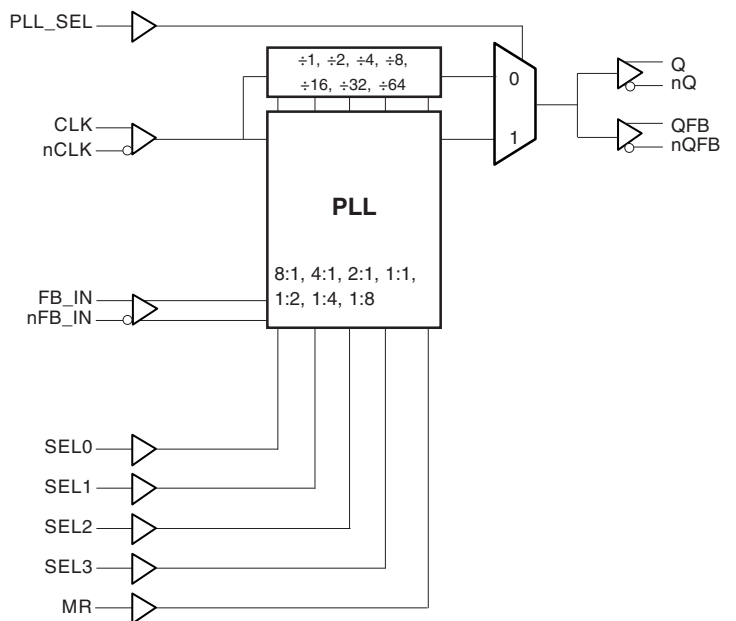 PLL_SEL
÷1, ÷2, ÷4, ÷8,
÷16, ÷32, ÷64
0
Q
nQ
CLK
nCLK
1
QFB
nQFB
PLL
8:1, 4:1, 2:1, 1:1,
1:2, 1:4, 1:8
FB_IN
nFB_IN
SEL0
SEL1
SEL2
SEL3
MR